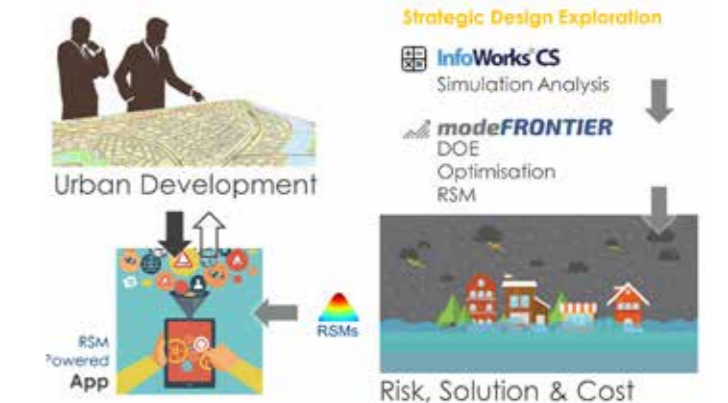 Strategic Design Exploration
InfoWorks CS
Simulation Analysis
modeFRONTIER
DOE
Optimisation
RSM
Urban Development
RSMs
RSM
Powered
App
Risk, Solution & Cost